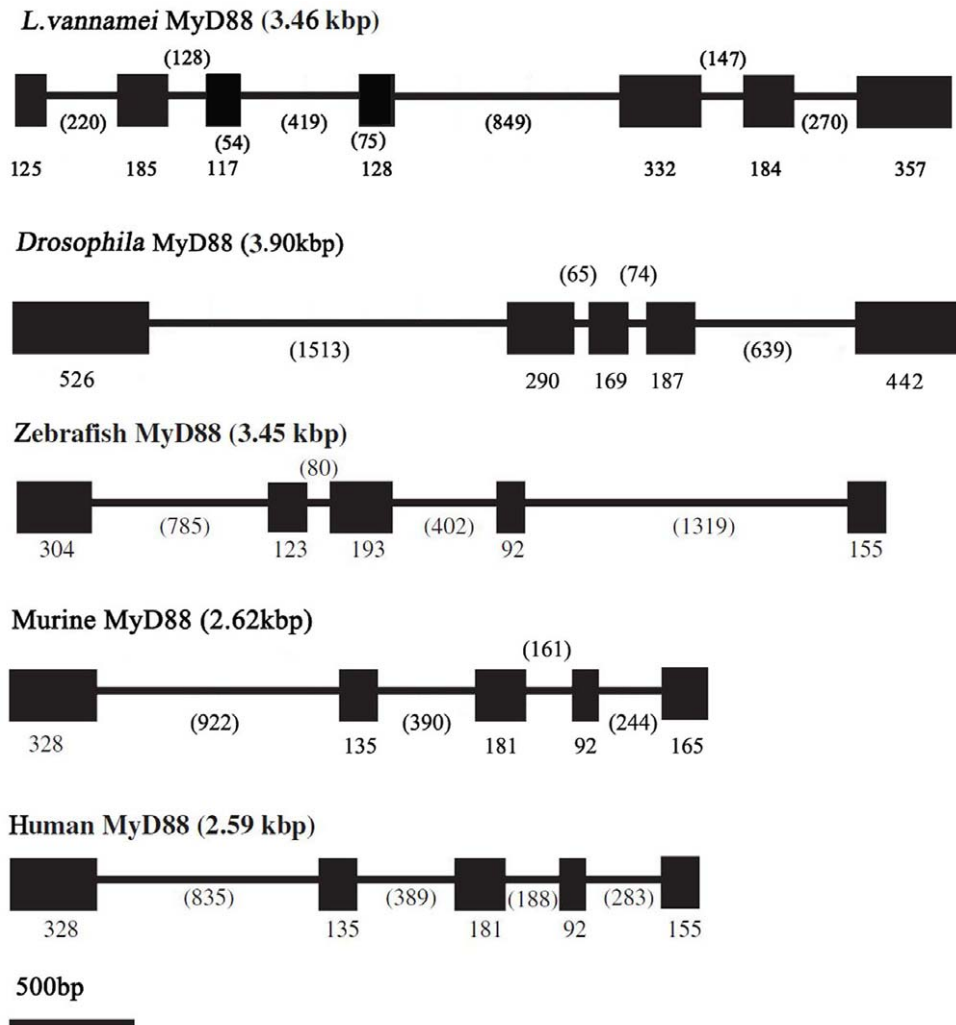 L.vannamei MyD88 (3.46 kbp)
(128) (147)
(220) (419) (849) (270)
(54) (75)
125 185 117 128 332 184 357
Drosophila MyD88 (3.90kbp)
(65) (74)
(1513) (639)
526 290 169 187 442
Zebrafish MyD88 (3.45 kbp)
(80)
(785) (402) (1319)
304 123 193 92 155
Murine MyD88 (2.62kbp)
(161)
(922) (390) (244)
328 135 181 92 165
Human MyD88 (2.59 kbp)
(835) (389) (188) (283)
328 135 181 92 155
500bp